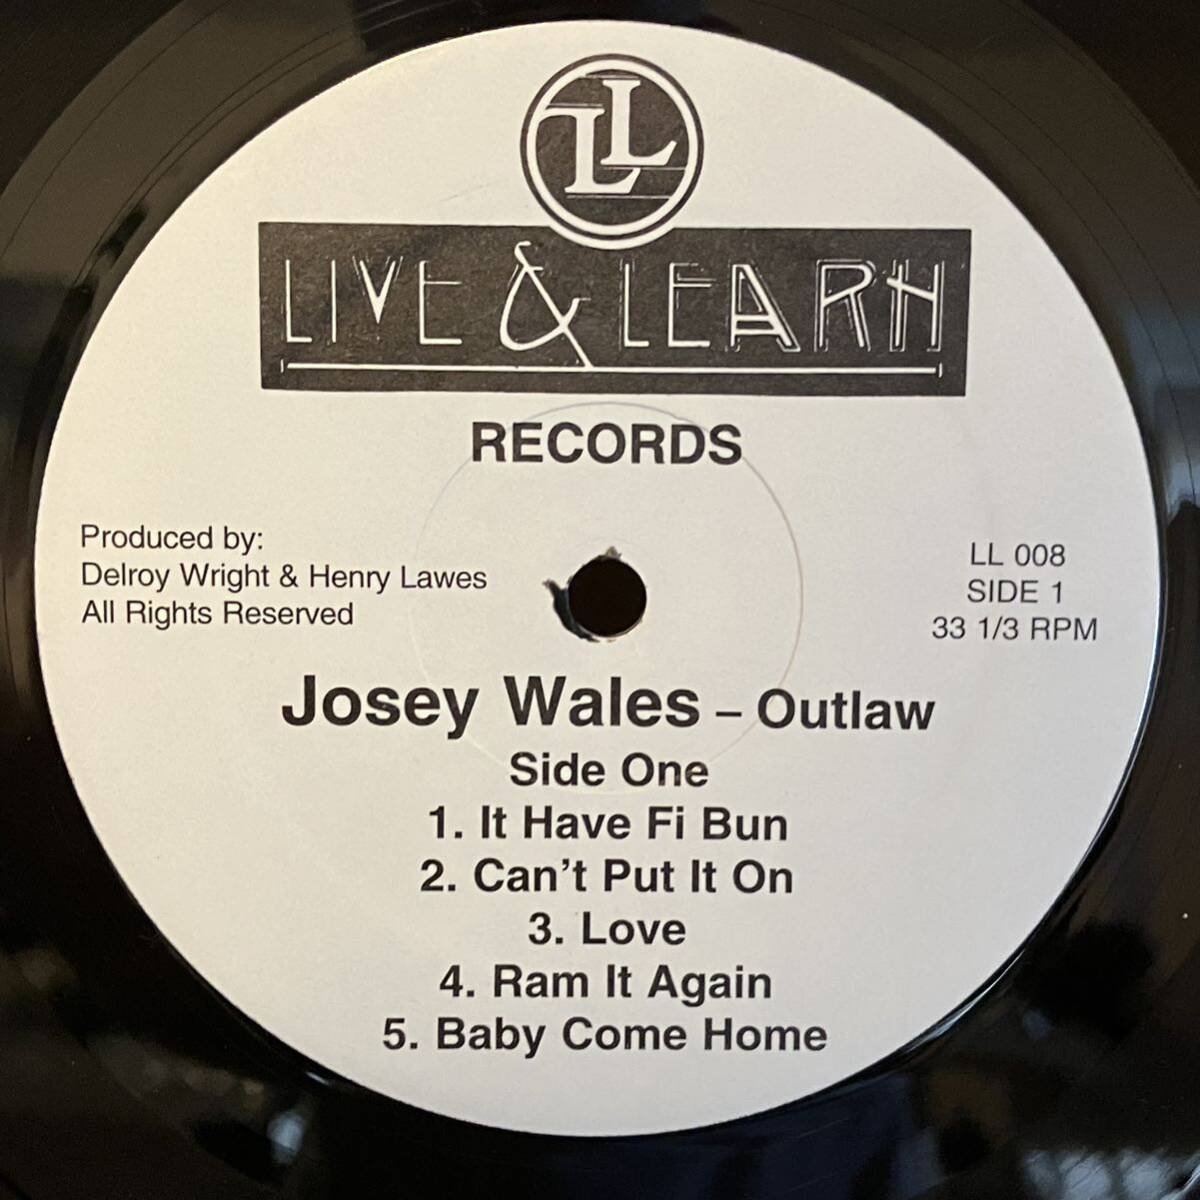 LL
LIVE & LEARN
RECORDS
Produced by:
Delroy Wright & Henry Lawes
All Rights Reserved
LL 008
SIDE 1
33 1/3 RPM
Josey Wales – Outlaw
Side One
1. It Have Fi Bun
2. Can't Put It On
3. Love
4. Ram It Again
5. Baby Come Home